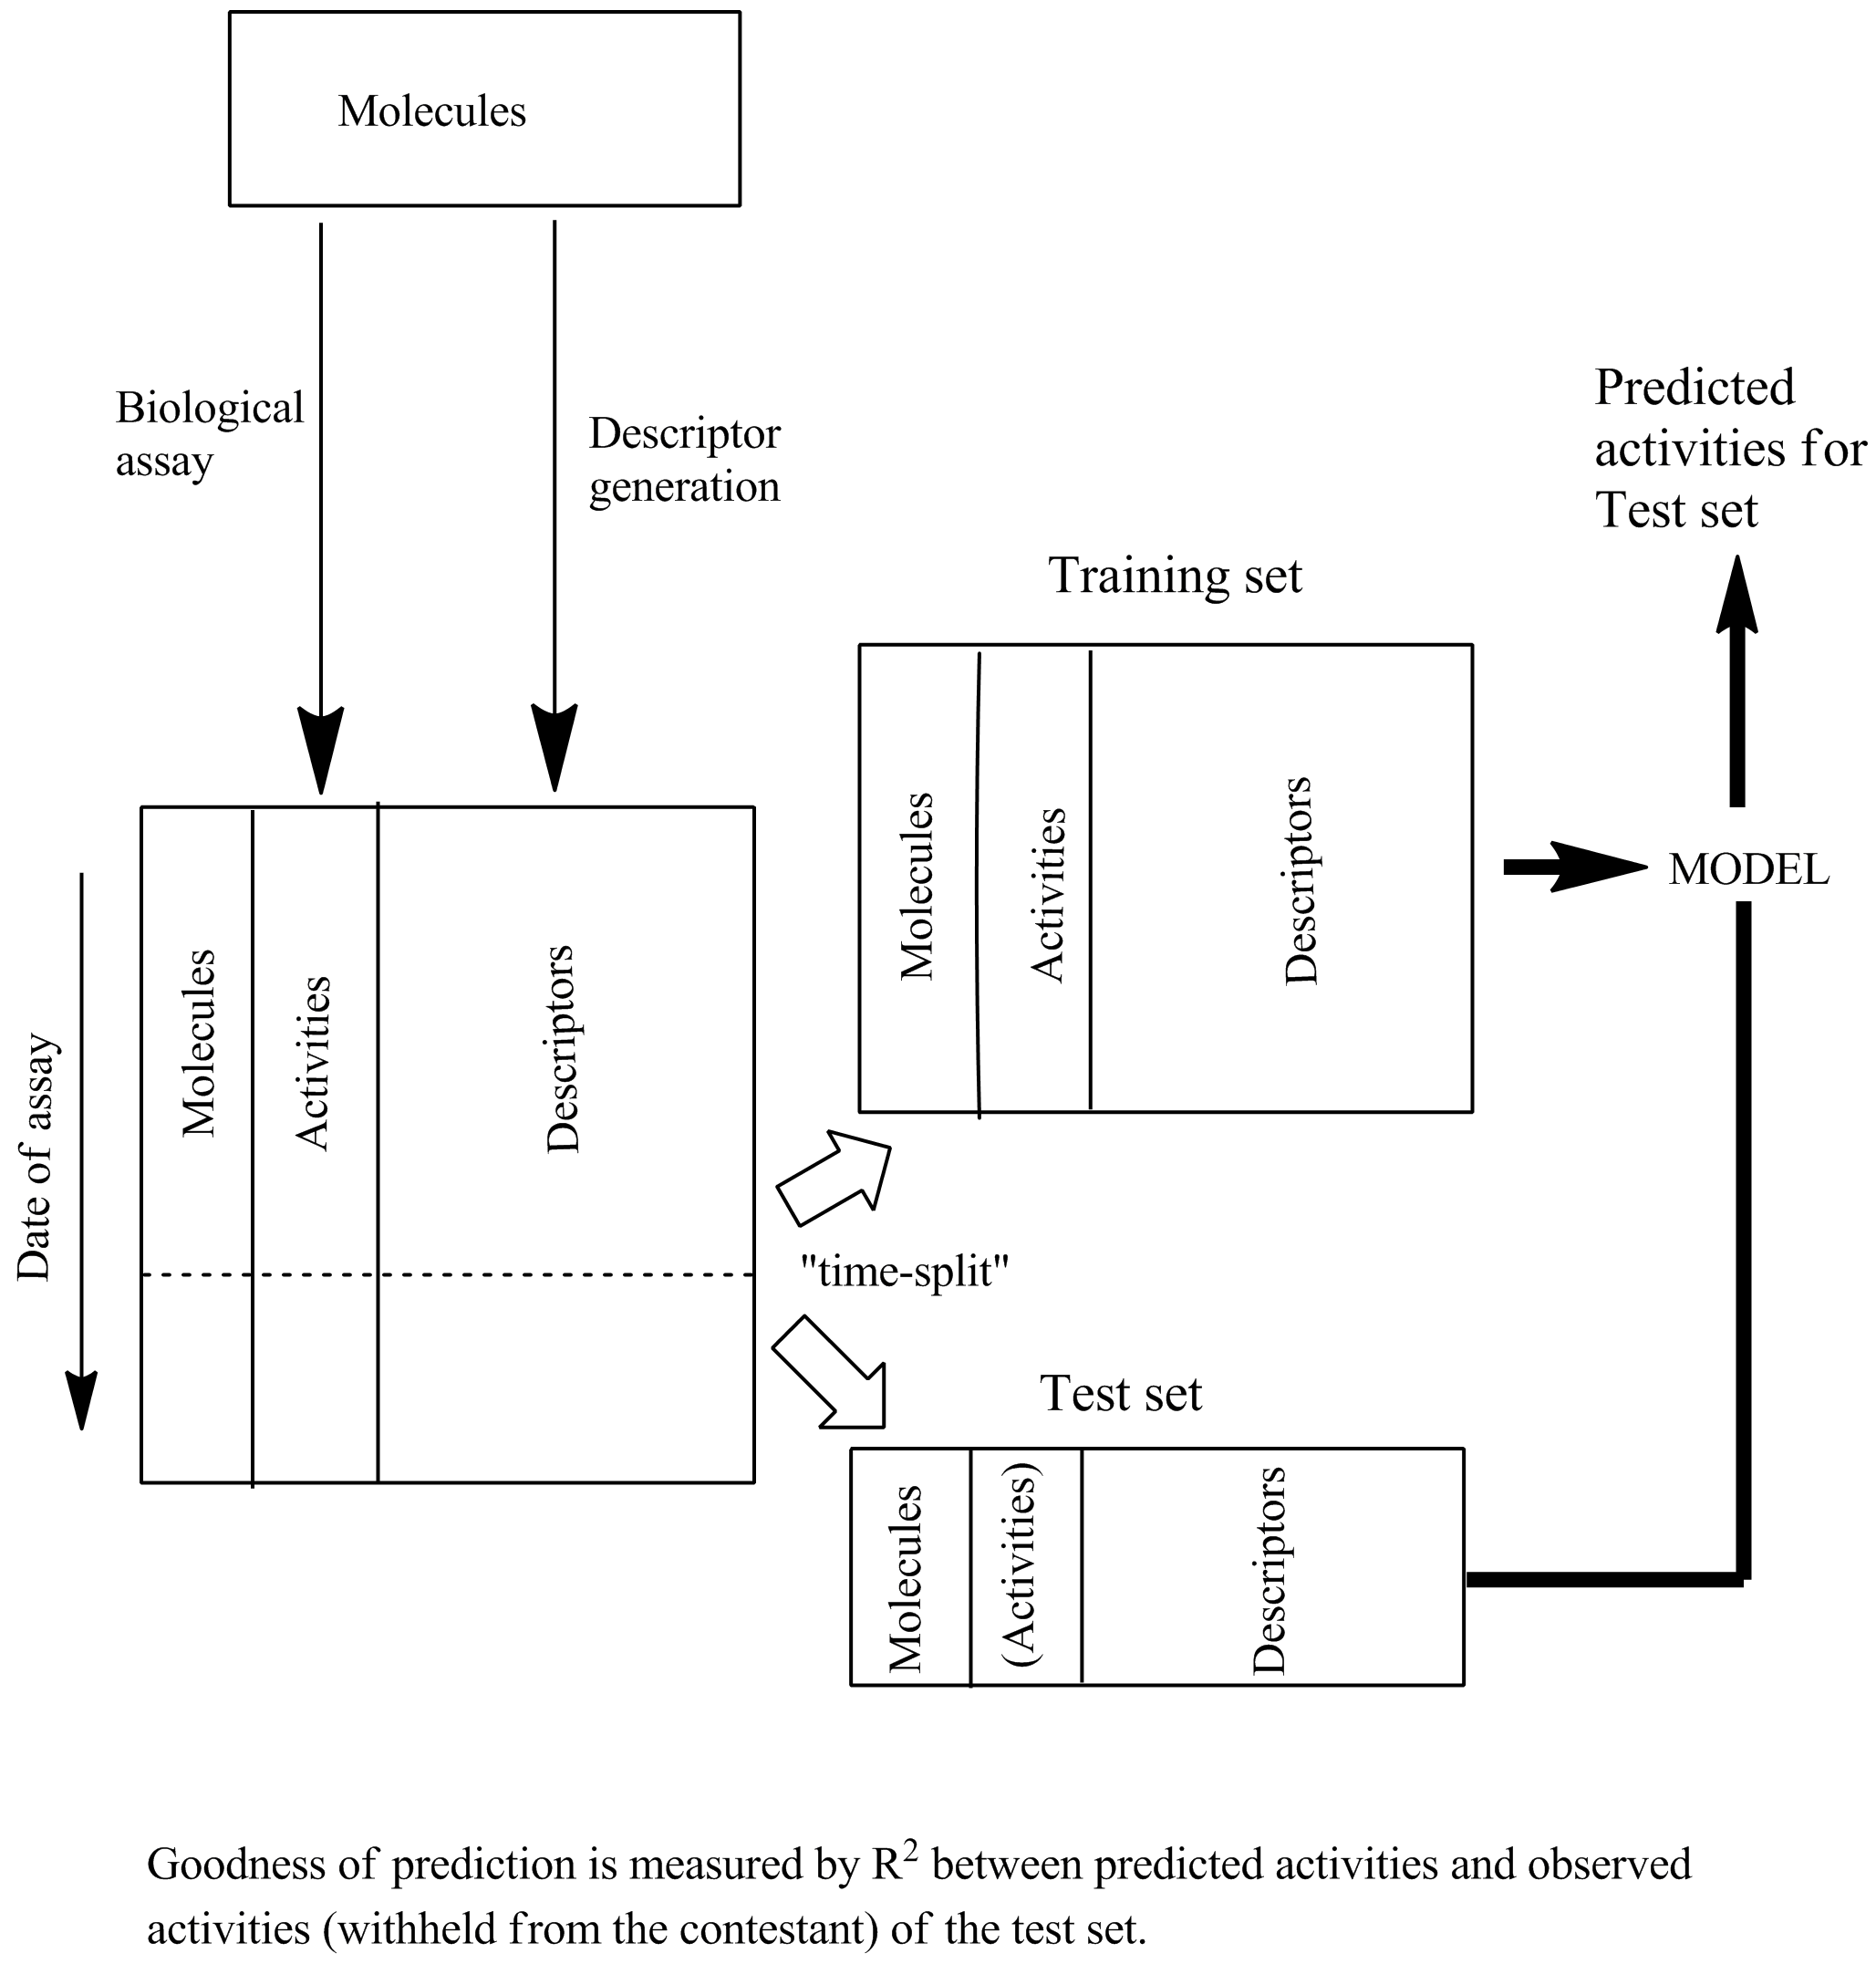 Molecules
Biological
assay
Descriptor
generation
Predicted
activities for
Test set
Training set
Molecules
Activities
Descriptors
MODEL
Date of assay
Molecules
Activities
Descriptors
"time-split"
Test set
Molecules
(Activities)
Descriptors
Goodness of prediction is measured by R² between predicted activities and observed
activities (withheld from the contestant) of the test set.